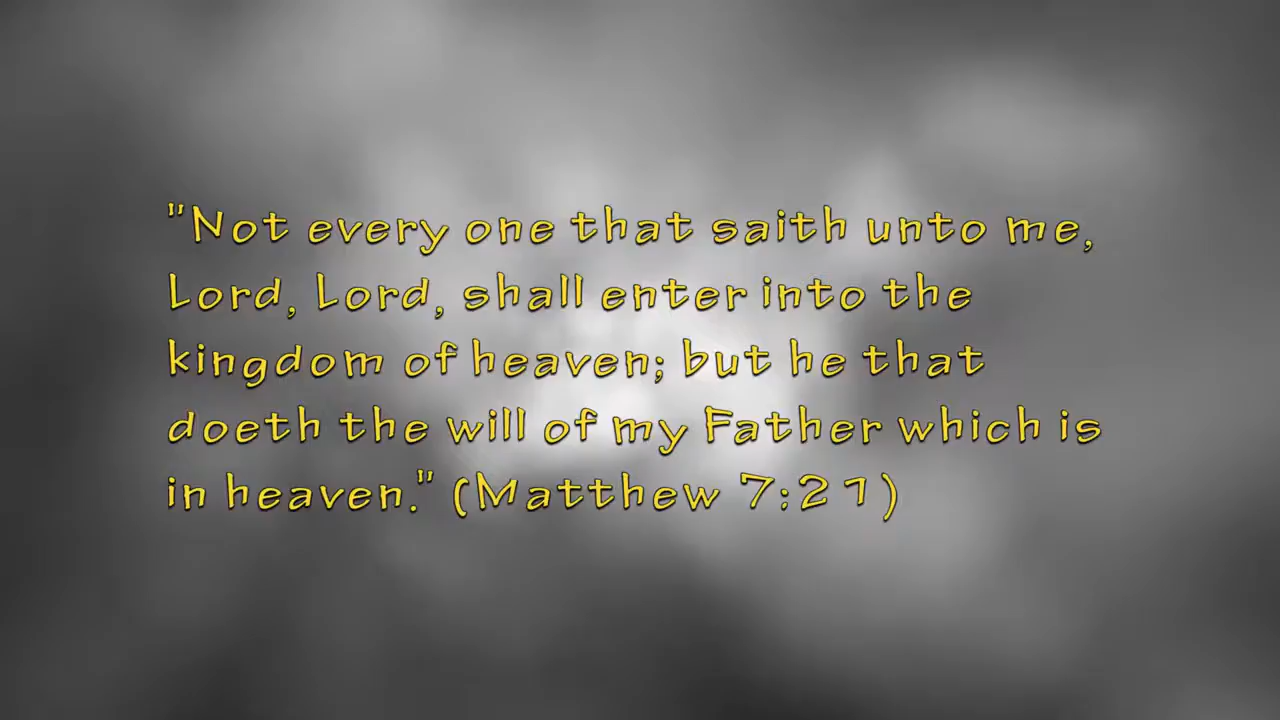 "Not every one that saith unto me,
Lord, Lord, shall enter into the
kingdom of heaven; but he that
doeth the will of my Father which is
in heaven." (Matthew 7:21)